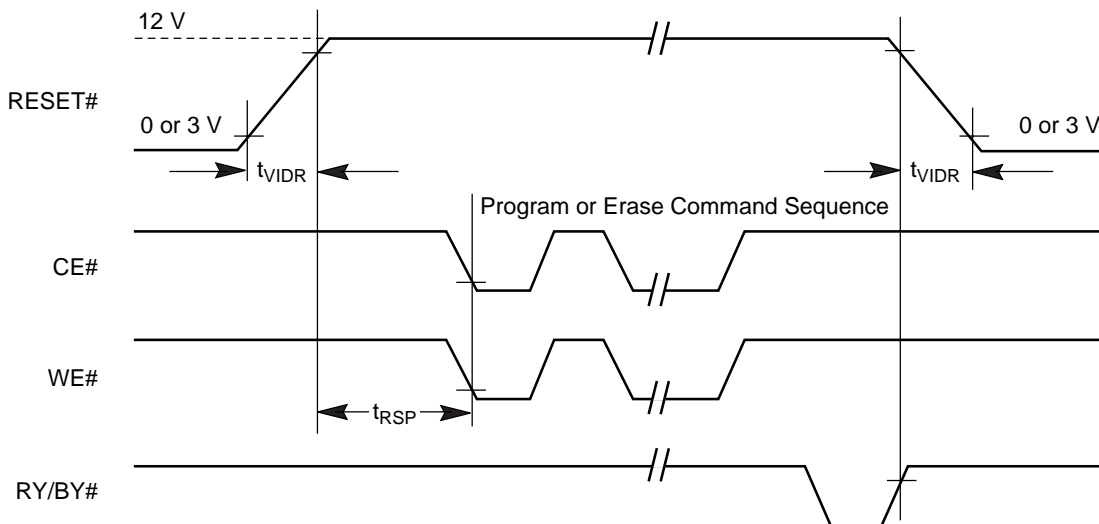 12 V
RESET#
0 or 3 V
0 or 3 V
tVIDR
tVIDR
Program or Erase Command Sequence
CE#
WE#
tRSP
RY/BY#